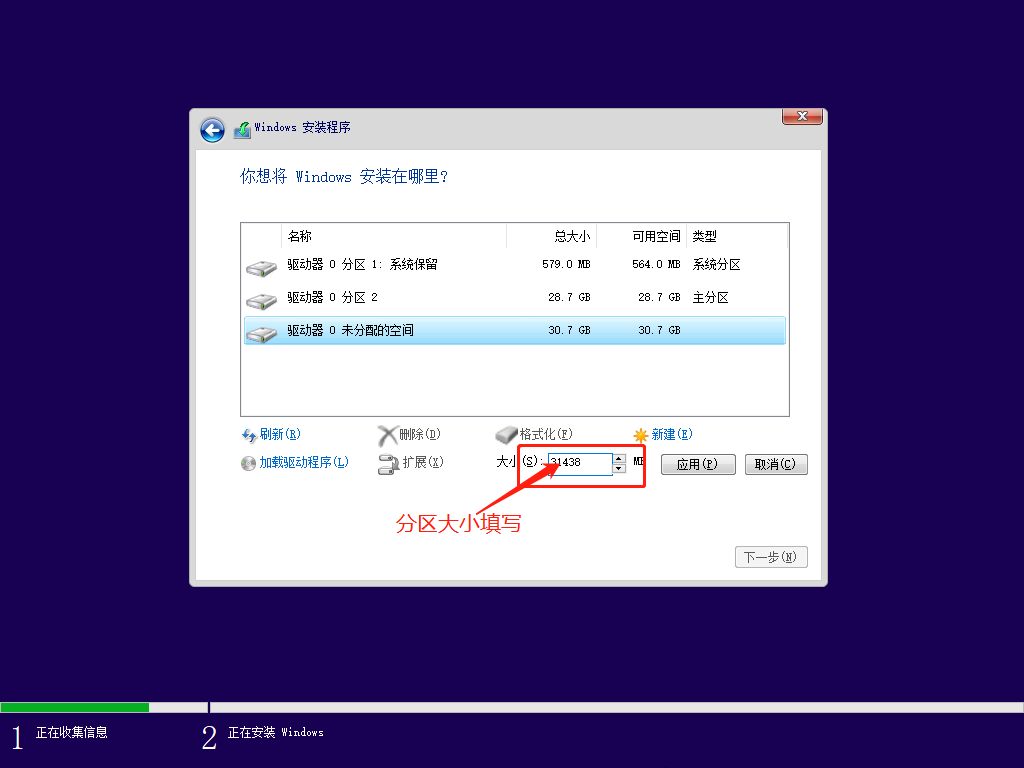 Windows 安装程序
你想将 Windows 安装在哪里?
名称 总大小 可用空间 类型
驱动器 0 分区 1: 系统保留 579.0 MB 564.0 MB 系统分区
驱动器 0 分区 2 28.7 GB 28.7 GB 主分区
驱动器 0 未分配的空间 30.7 GB 30.7 GB
刷新(R) 删除(D) 格式化(F) 新建(E)
加载驱动程序(L) 扩展(X) 大小(S): 31438 MB 应用(P) 取消(C)
分区大小填写
下一步(N)
1 正在收集信息 2 正在安装 Windows